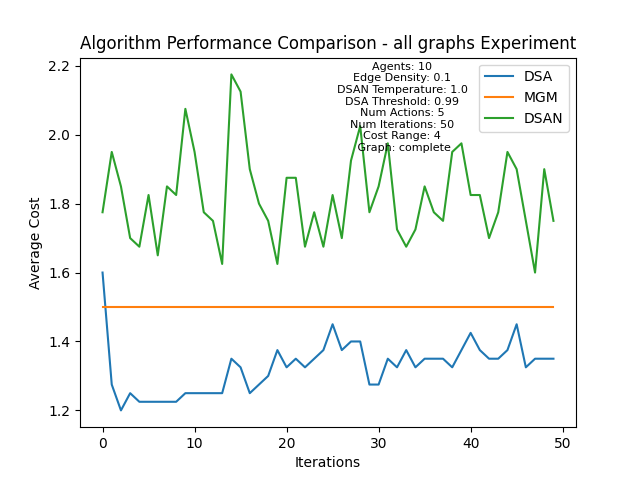 Algorithm Performance Comparison - all graphs Experiment
Agents: 10
Edge Density: 0.1
DSAN Temperature: 1.0
DSA Threshold: 0.99
Num Actions: 5
Num Iterations: 50
Cost Range: 4
Graph: complete
DSA
MGM
DSAN
Average Cost
2.2
2.0
1.8
1.6
1.4
1.2
0 10 20 30 40 50
Iterations